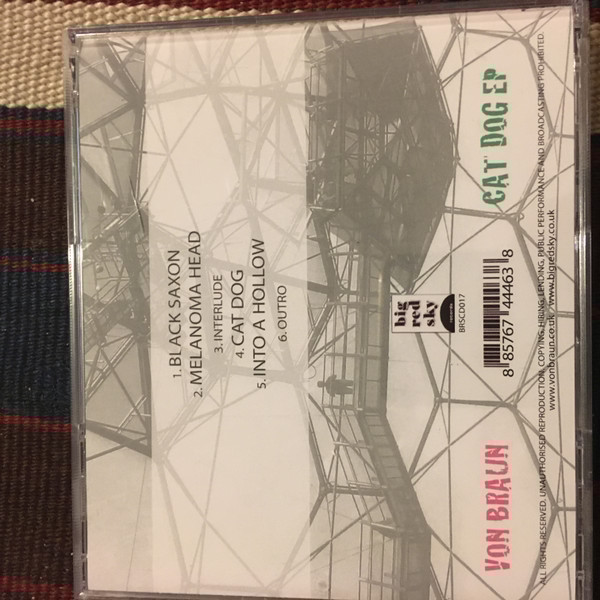 1. BLACK SAXON
2. MELANOMA HEAD
3. INTERLUDE
4. CAT DOG
5. INTO A HOLLOW
6. OUTRO
big
red
sky
records
BRSCD017
8 85767 44463 8
VON BRAUN
CAT DOG EP
ALL RIGHTS RESERVED, UNAUTHORISED REPRODUCTION, COPYING, HIRING, LENDING, PUBLIC PERFORMANCE AND BROADCASTING PROHIBITED.
www.vonbraun.co.uk www.bigredsky.co.uk